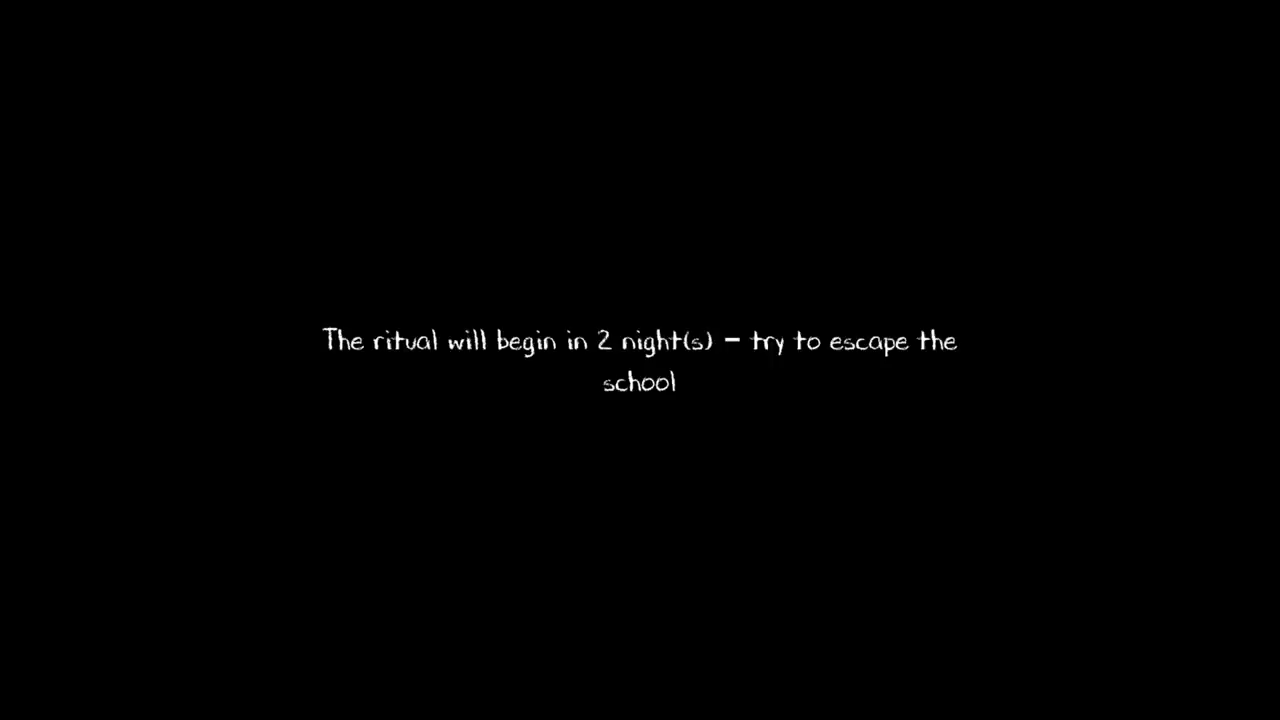 The ritual will begin in 2 night(s) - try to escape the
school